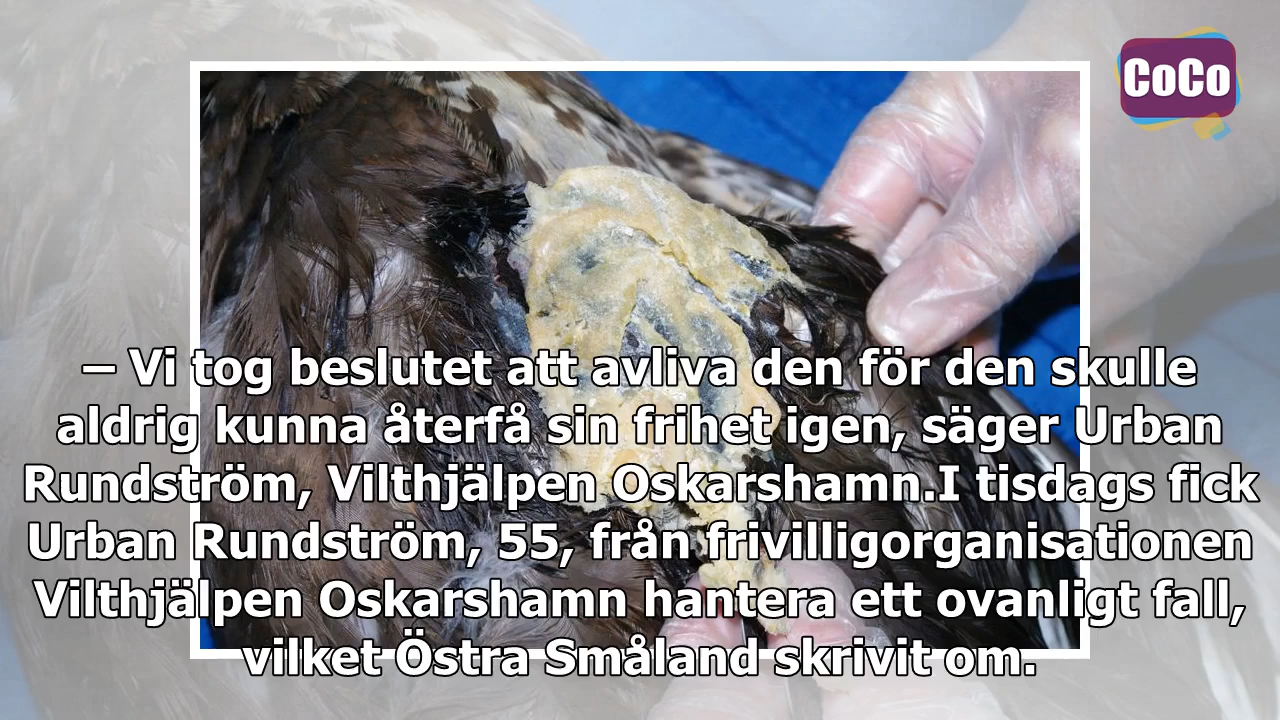 CoCo
– Vi tog beslutet att avliva den för den skulle
aldrig kunna återfå sin frihet igen, säger Urban
Rundström, Vilthjälpen Oskarshamn.I tisdags fick
Urban Rundström, 55, från frivilligorganisationen
Vilthjälpen Oskarshamn hantera ett ovanligt fall,
vilket Östra Småland skrivit om.